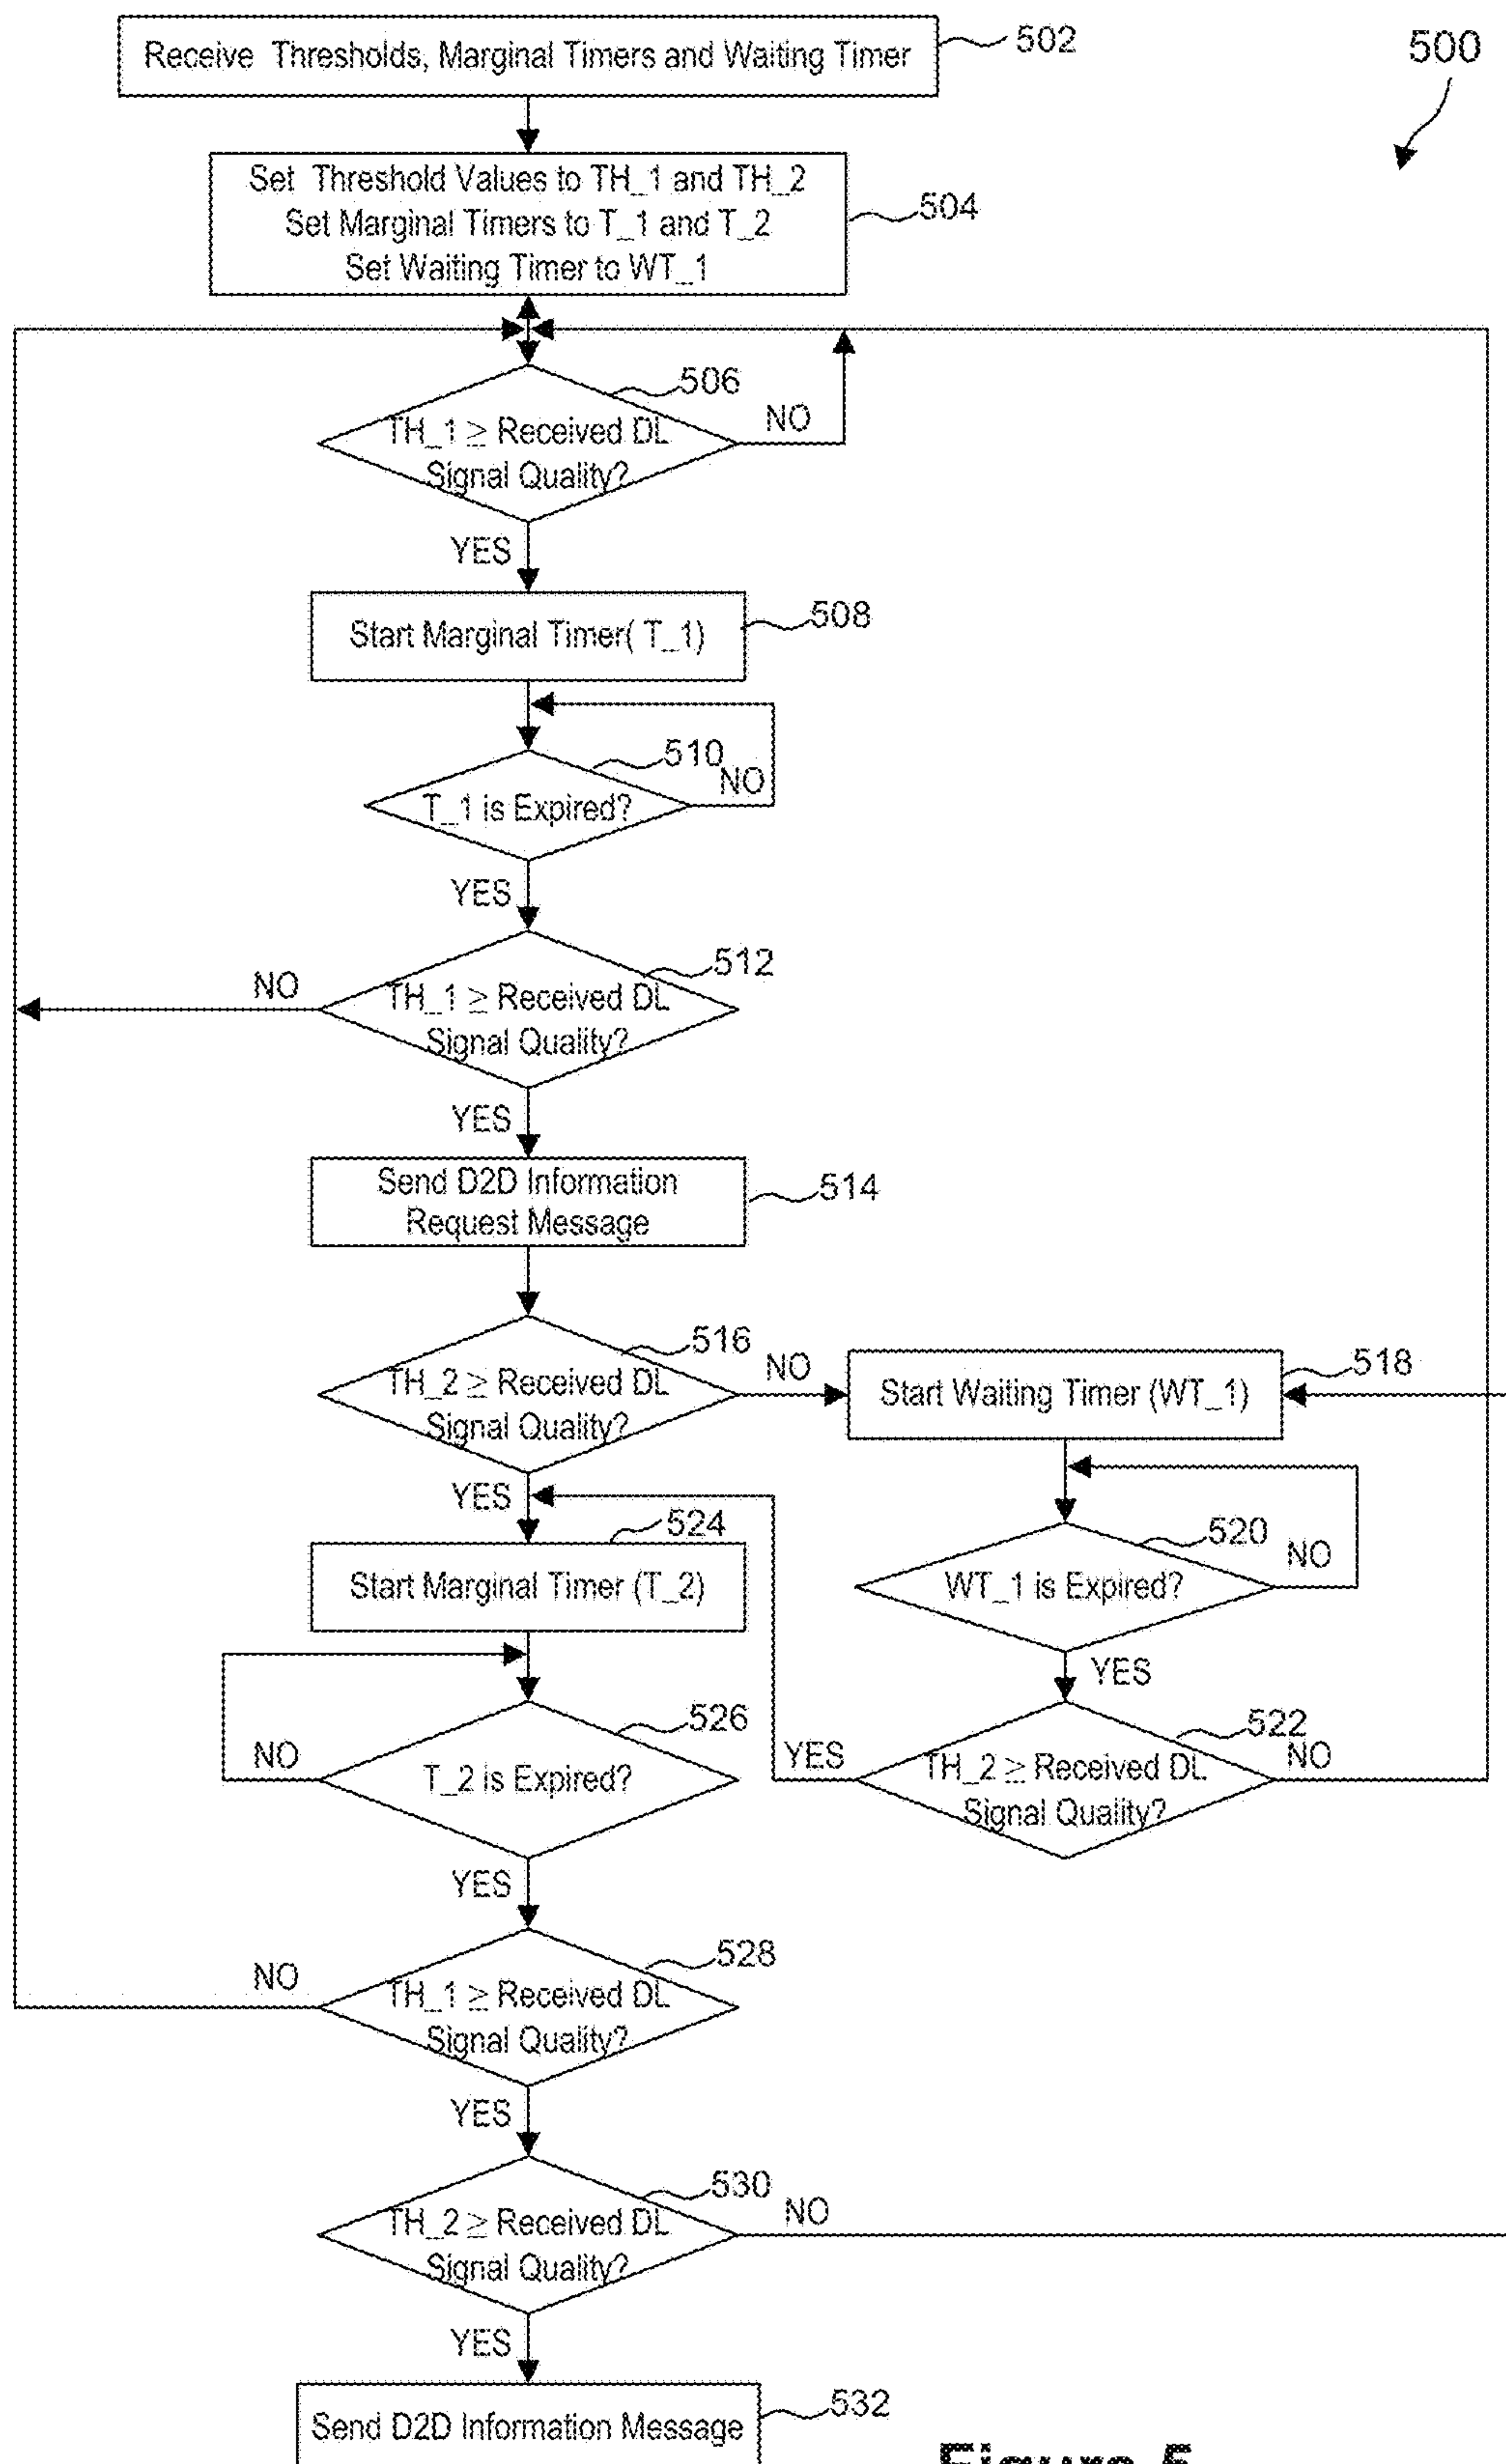 Receive Thresholds, Marginal Timers and Waiting Timer
502
500
Set Threshold Values to TH_1 and TH_2
Set Marginal Timers to T_1 and T_2
Set Waiting Timer to WT_1
504
506
TH_1 ≥ Received DL
Signal Quality?
NO
YES
Start Marginal Timer( T_1)
508
510
NO
T_1 is Expired?
YES
512
NO
TH_1 ≥ Received DL
Signal Quality?
YES
Send D2D Information
Request Message
514
516
TH_2 ≥ Received DL
Signal Quality?
NO
Start Waiting Timer (WT_1)
518
YES
524
Start Marginal Timer (T_2)
520
NO
WT_1 is Expired?
YES
526
NO
T_2 is Expired?
522
YES
TH_2 ≥ Received DL
Signal Quality?
NO
YES
528
NO
TH_1 ≥ Received DL
Signal Quality?
YES
530
TH_2 ≥ Received DL
Signal Quality?
NO
YES
Send D2D Information Message
532
Figure 5